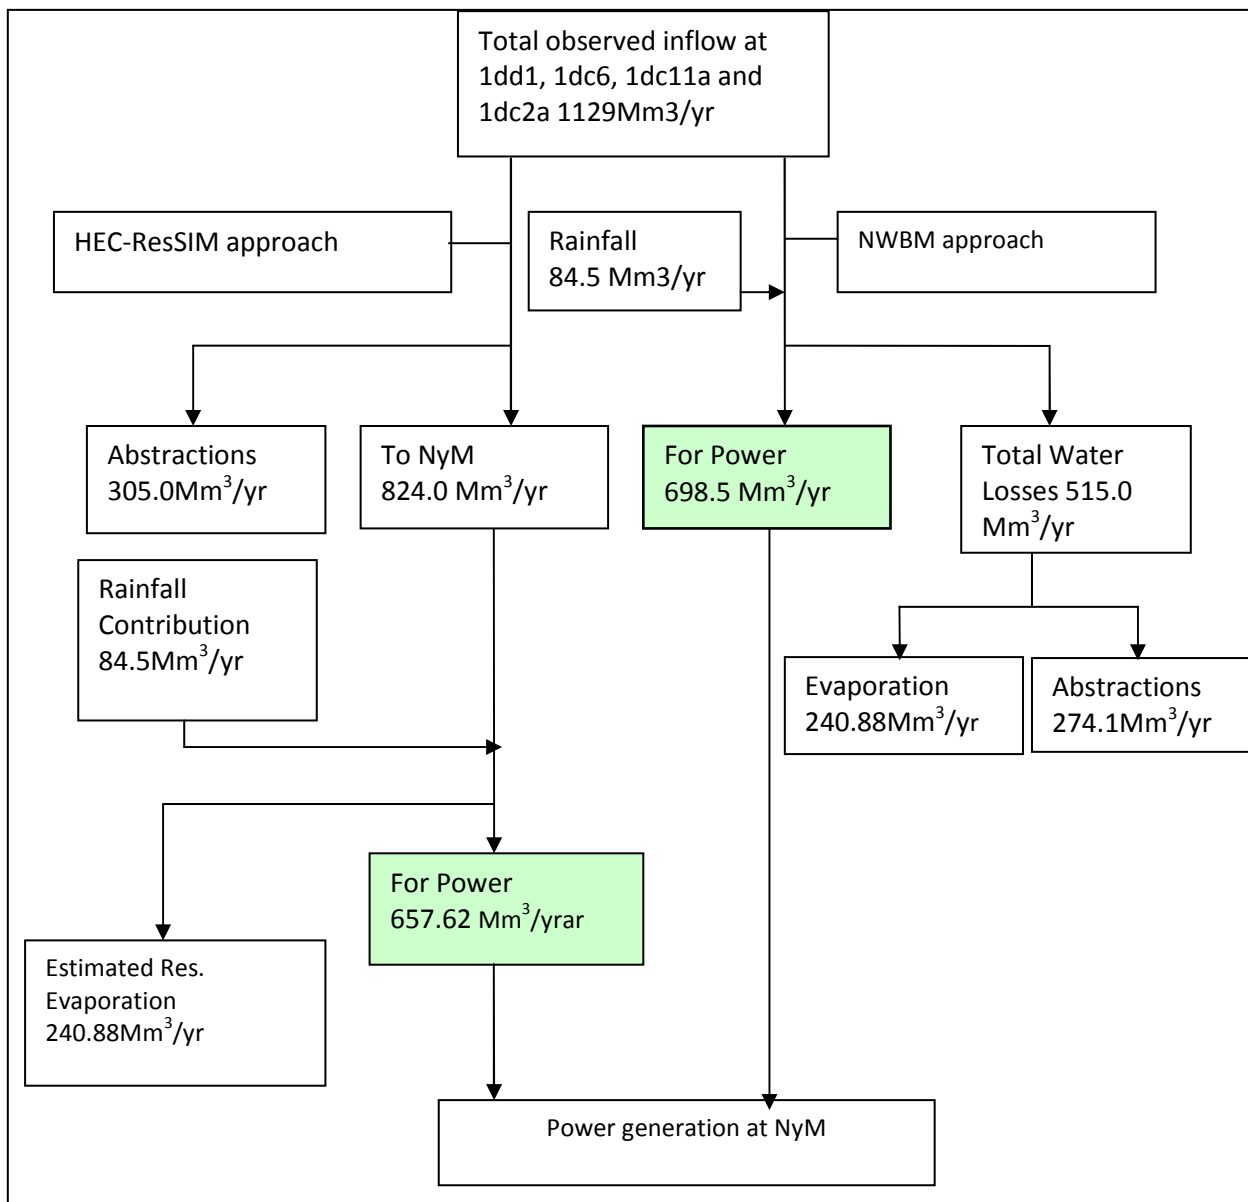 Total observed inflow at
1dd1, 1dc6, 1dc11a and
1dc2a 1129Mm3/yr
HEC-ResSIM approach
Rainfall
84.5 Mm3/yr
NWBM approach
Abstractions
305.0Mm³/yr
To NyM
824.0 Mm³/yr
For Power
698.5 Mm³/yr
Total Water
Losses 515.0
Mm³/yr
Rainfall
Contribution
84.5Mm³/yr
Evaporation
240.88Mm³/yr
Abstractions
274.1Mm³/yr
For Power
657.62 Mm³/yrar
Estimated Res.
Evaporation
240.88Mm³/yr
Power generation at NyM